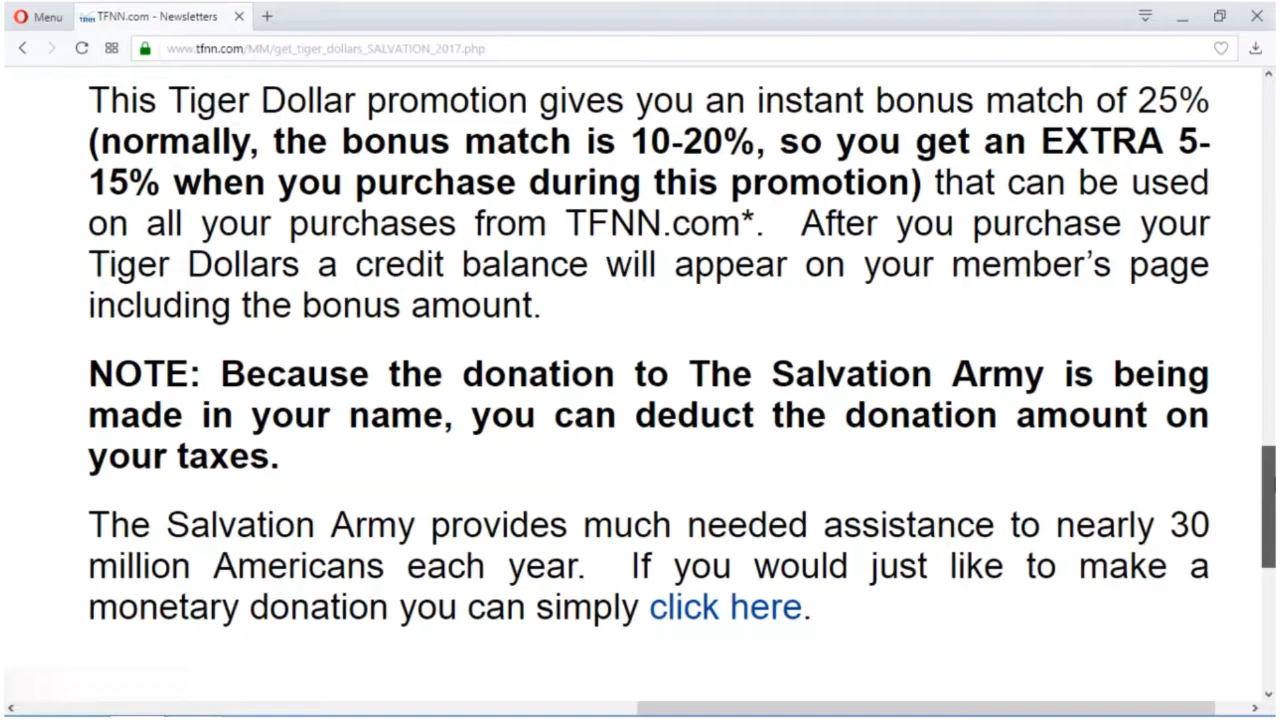 Menu
TFNN.com - Newsletters
www.tfnn.com/MM/get_tiger_dollars_SALVATION_2017.php
This Tiger Dollar promotion gives you an instant bonus match of 25%
(normally, the bonus match is 10-20%, so you get an EXTRA 5-
15% when you purchase during this promotion) that can be used
on all your purchases from TFNN.com*. After you purchase your
Tiger Dollars a credit balance will appear on your member's page
including the bonus amount.
NOTE: Because the donation to The Salvation Army is being
made in your name, you can deduct the donation amount on
your taxes.
The Salvation Army provides much needed assistance to nearly 30
million Americans each year. If you would just like to make a
monetary donation you can simply click here.